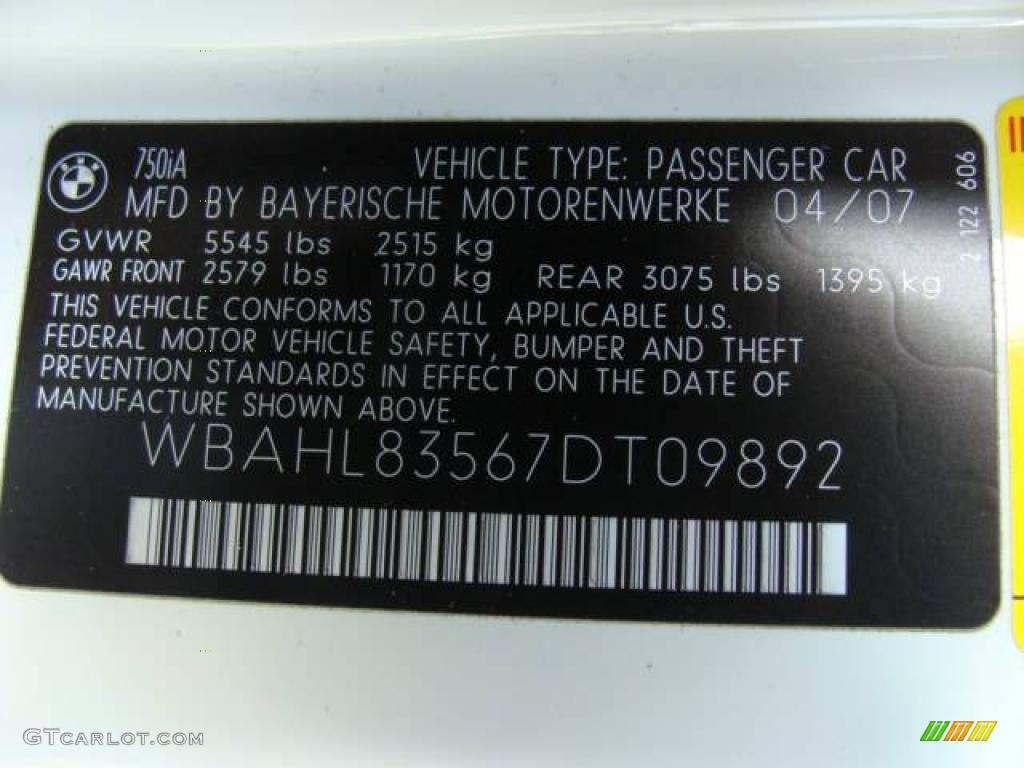 BMW
750iA VEHICLE TYPE: PASSENGER CAR
MFD BY BAYERISCHE MOTORENWERKE 04/07
GVWR 5545 lbs 2515 kg
GAWR FRONT 2579 lbs 1170 kg REAR 3075 lbs 1395 kg
THIS VEHICLE CONFORMS TO ALL APPLICABLE U.S.
FEDERAL MOTOR VEHICLE SAFETY, BUMPER AND THEFT
PREVENTION STANDARDS IN EFFECT ON THE DATE OF
MANUFACTURE SHOWN ABOVE.
WBAHL83567DT09892
2 122 606
GTCARLOT.COM